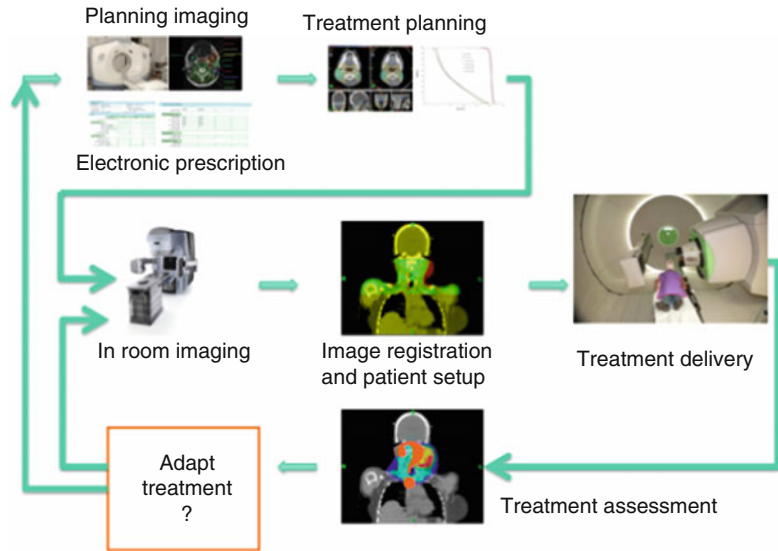 Planning imaging
Treatment planning
Electronic prescription
In room imaging
Image registration
and patient setup
Treatment delivery
Adapt
treatment
?
Treatment assessment